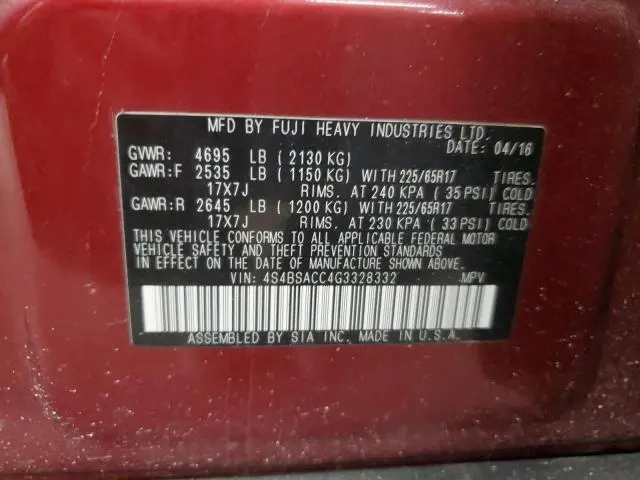 MFD BY FUJI HEAVY INDUSTRIES LTD.
DATE: 04/16
GVWR: 4695 LB ( 2130 KG)
GAWR:F 2535 LB ( 1150 KG) WITH 225/65R17 TIRES.
17X7J RIMS. AT 240 KPA ( 35 PSI) COLD
GAWR:R 2645 LB ( 1200 KG) WITH 225/65R17 TIRES.
17X7J RIMS. AT 230 KPA ( 33 PSI) COLD
THIS VEHICLE CONFORMS TO ALL APPLICABLE FEDERAL MOTOR
VEHICLE SAFETY AND THEFT PREVENTION STANDARDS
IN EFFECT ON THE DATE OF MANUFACTURE SHOWN ABOVE.
VIN: 4S4BSACC4G3328332 MPV
ASSEMBLED BY SIA INC. MADE IN U.S.A.